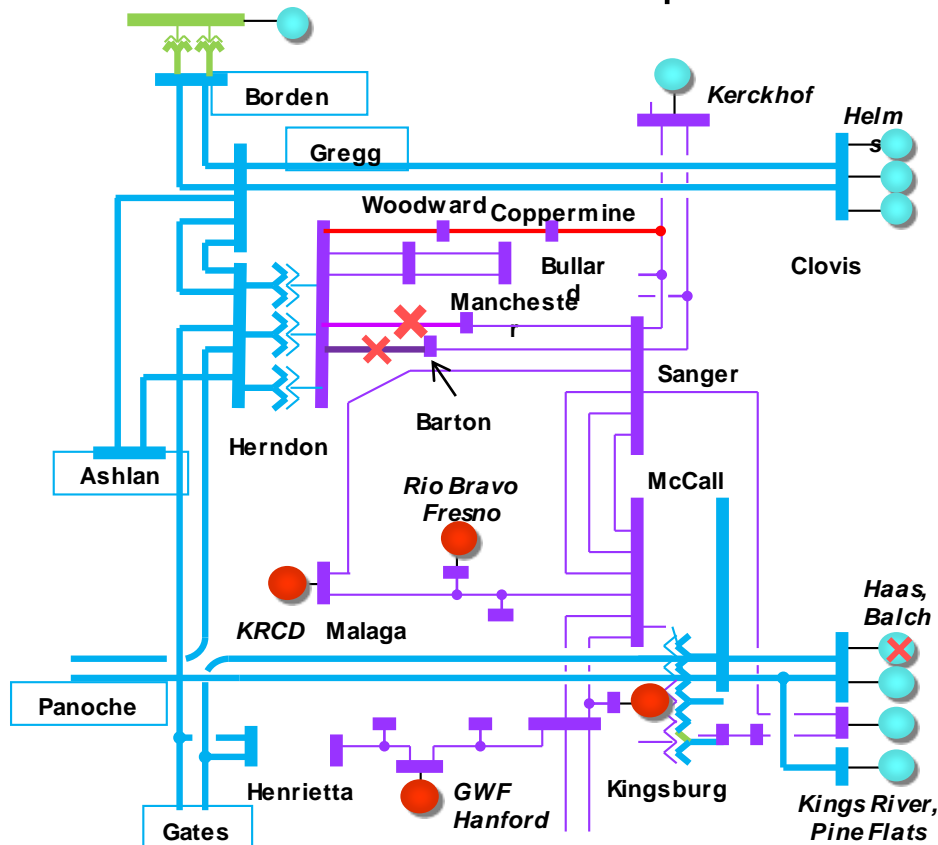 Borden
Kerckhof
Helm
s
Gregg
Woodward
Coppermine
Bullar
d
Clovis
Mancheste
r
Sanger
Barton
Herndon
Ashlan
McCall
Rio Bravo
Fresno
Haas,
Balch
KRCD
Malaga
Panoche
Henrietta
GWF
Hanford
Kingsburg
Kings River,
Pine Flats
Gates